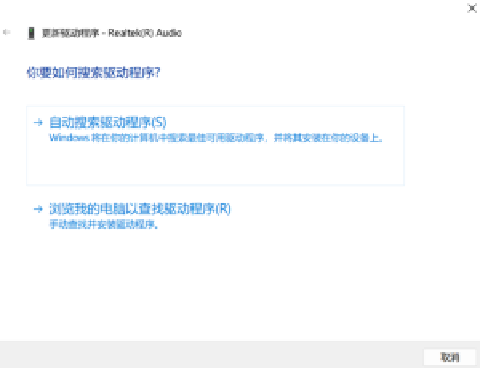 更新驱动程序 - Realtek(R) Audio
你要如何搜索驱动程序?
自动搜索驱动程序(S)
Windows 将在你的计算机中搜索最佳可用驱动程序，并将其安装在你的设备上。
浏览我的电脑以查找驱动程序(R)
手动查找并安装驱动程序。
取消